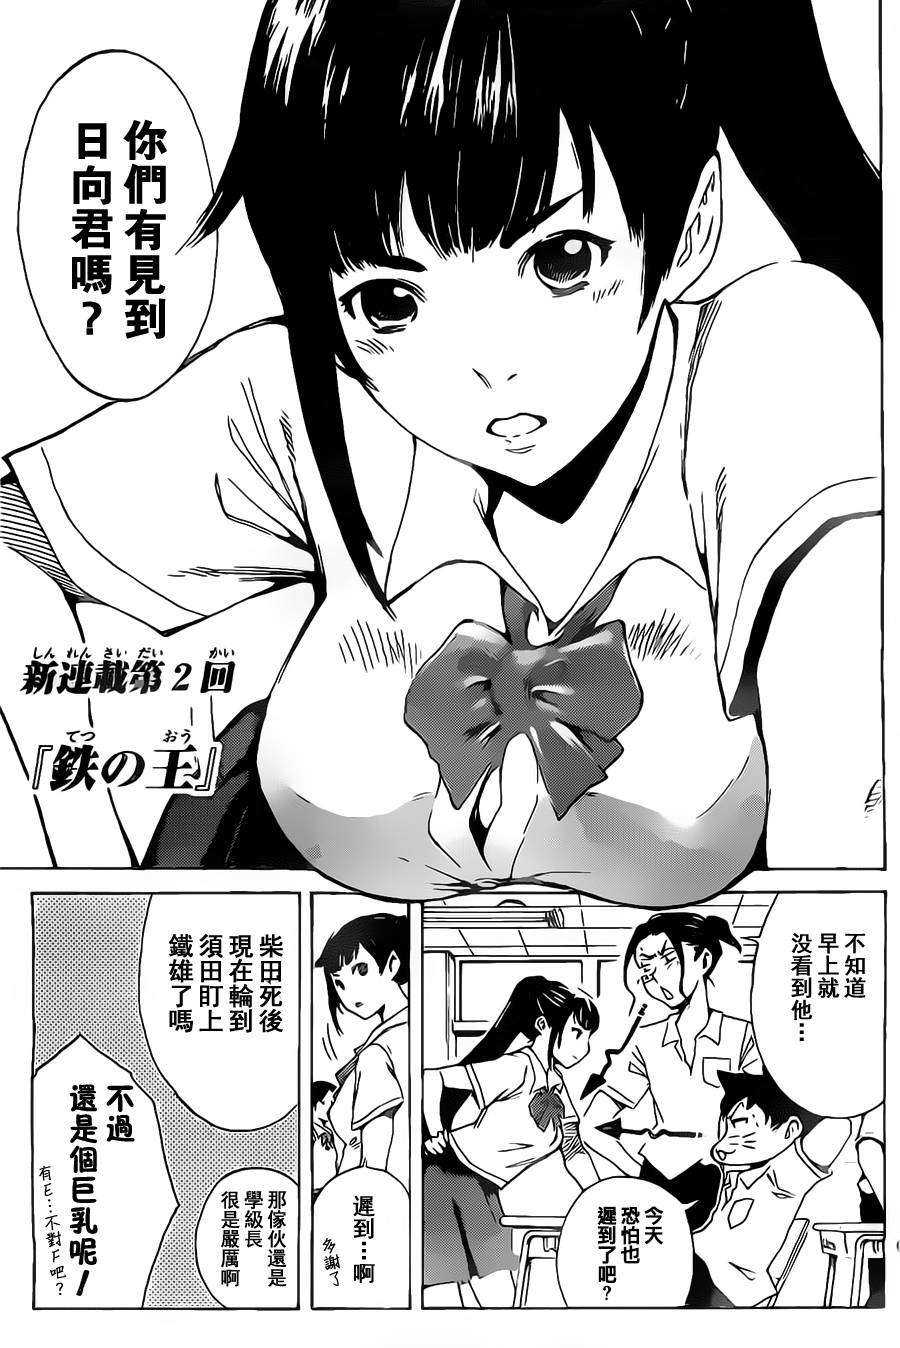 你們有見到
日向君嗎？
しんれんさいだいかい
新連載第2回
てつおう
『鉄の王』
不知道
早上就
没看到他…
今天
恐怕也
遲到了吧？
遲到…啊
多謝了
柴田死後
現在輪到
須田盯上
鐵雄了嗎
那傢伙還是
學級長
很是嚴厲啊
不過
還是個巨乳呢！
有E…不對F吧？